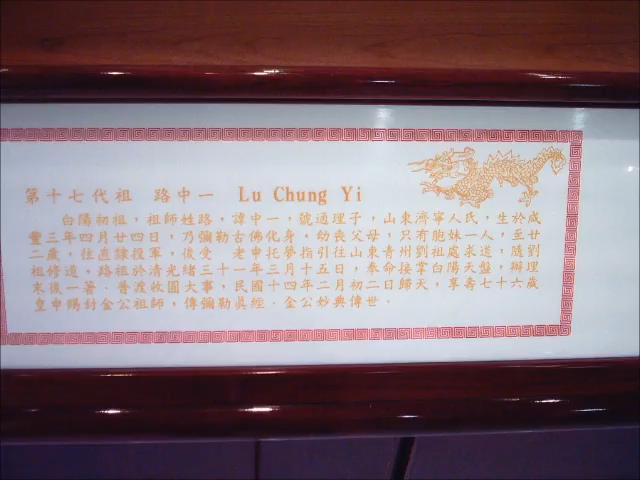 第十七代祖 路中一 Lu Chung Yi
白陽初祖，祖師姓路，諱中一，號通理子，山東濟寧人氏，生於咸
豐三年四月廿四日，乃彌勒古佛化身。幼喪父母，只有胞妹一人，至廿
二歲，往直隸投軍，後受 老申托夢指引往山東青州劉祖處求道，隨劉
祖修道。路祖於清光緒三十一年三月十五日，奉命接掌白陽天盤，辦理
末後一著．普渡收圓大事，民國十四年二月初二日歸天，享壽七十六歲
皇申賜封金公祖師，傳彌勒眞經．金公妙典傳世．